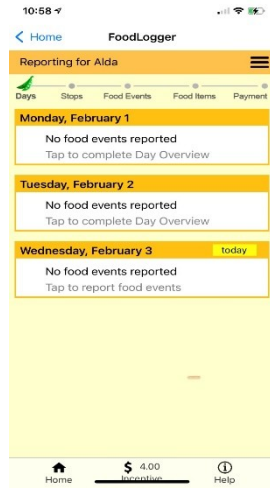 10:58
Home FoodLogger
Reporting for Alda
Days Stops Food Events Food Items Payment
Monday, February 1
No food events reported
Tap to complete Day Overview
Tuesday, February 2
No food events reported
Tap to complete Day Overview
Wednesday, February 3 today
No food events reported
Tap to report food events
$ 4.00
Home Incentive Help